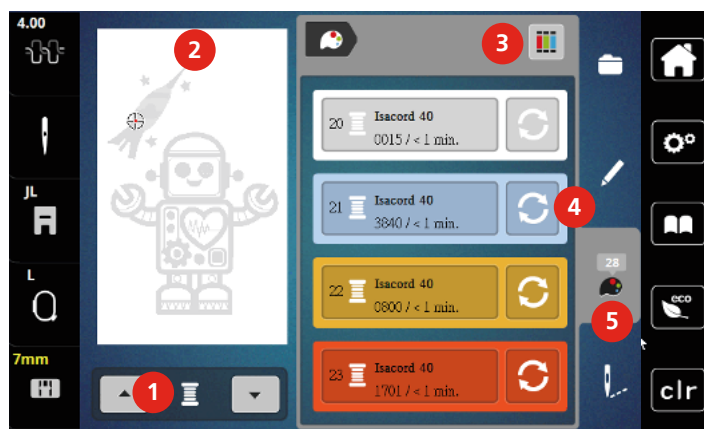 4.00
JL
L
7mm
1
2
3
20 Isacord 40
0015 / < 1 min.
21 Isacord 40
3840 / < 1 min.
4
22 Isacord 40
0800 / < 1 min.
23 Isacord 40
1701 / < 1 min.
28
5
eco
clr